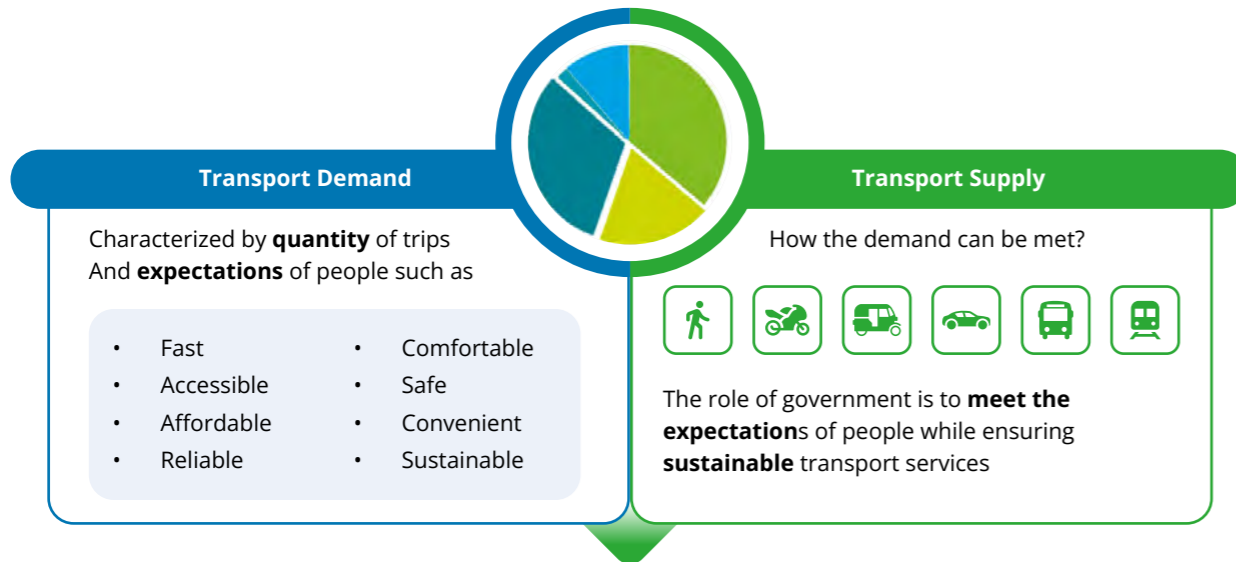 Transport Demand
Characterized by quantity of trips
And expectations of people such as
• Fast
• Accessible
• Affordable
• Reliable
• Comfortable
• Safe
• Convenient
• Sustainable
Transport Supply
How the demand can be met?
The role of government is to meet the
expectations of people while ensuring
sustainable transport services